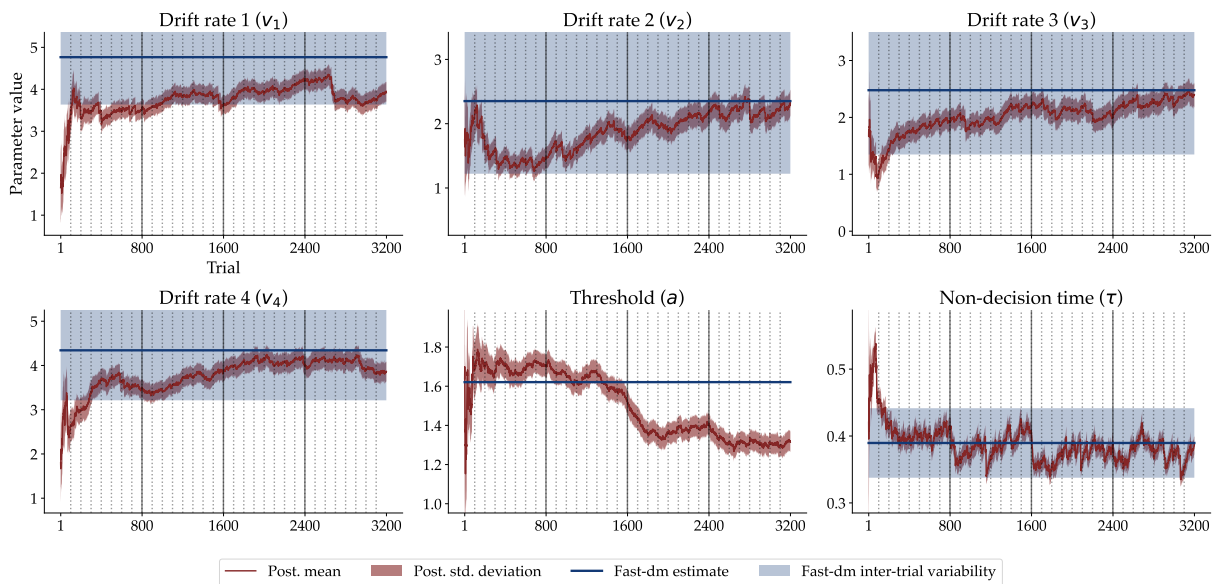 Drift rate 1 (v₁)
Drift rate 2 (v₂)
Drift rate 3 (v₃)
Parameter value
5
4
3
2
1
1 800 1600 2400 3200
Trial
3
2
1
1 800 1600 2400 3200
3
2
1
0
1 800 1600 2400 3200
Drift rate 4 (v₄)
Threshold (a)
Non-decision time (τ)
5
4
3
2
1
1 800 1600 2400 3200
1.8
1.6
1.4
1.2
1.0
1 800 1600 2400 3200
0.5
0.4
0.3
1 800 1600 2400 3200
Post. mean Post. std. deviation Fast-dm estimate Fast-dm inter-trial variability